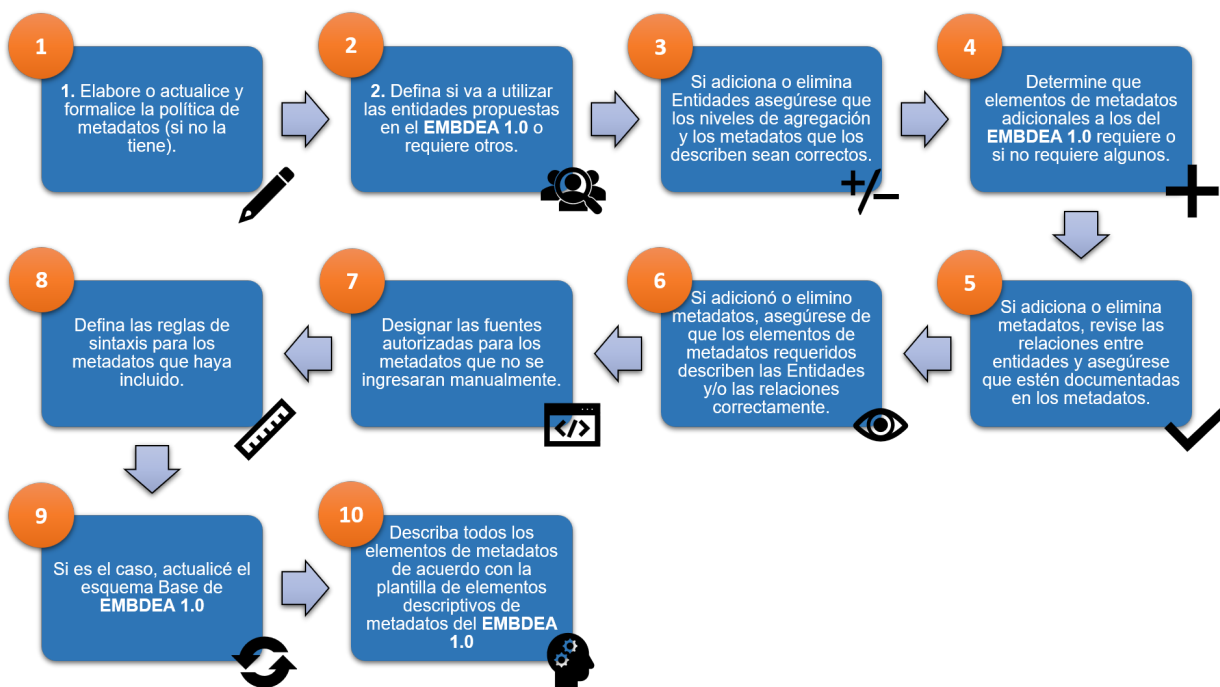 1
1. Elabore o actualice y
formalice la política de
metadatos (si no la
tiene).
2
2. Defina si va a utilizar
las entidades propuestas
en el EMBDEA 1.0 o
requiere otros.
3
Si adiciona o elimina
Entidades asegúrese que
los niveles de agregación
y los metadatos que los
describen sean correctos.
+/-
4
Determine que
elementos de metadatos
adicionales a los del
EMBDEA 1.0 requiere o
si no requiere algunos.
5
Si adiciona o elimina
metadatos, revise las
relaciones entre
entidades y asegúrese
que estén documentadas
en los metadatos.
6
Si adicionó o elimino
metadatos, asegúrese de
que los elementos de
metadatos requeridos
describen las Entidades
y/o las relaciones
correctamente.
7
Designar las fuentes
autorizadas para los
metadatos que no se
ingresaran manualmente.
</>
8
Defina las reglas de
sintaxis para los
metadatos que haya
incluido.
9
Si es el caso, actualicé el
esquema Base de
EMBDEA 1.0
10
Describa todos los
elementos de metadatos
de acuerdo con la
plantilla de elementos
descriptivos de
metadatos del EMBDEA
1.0